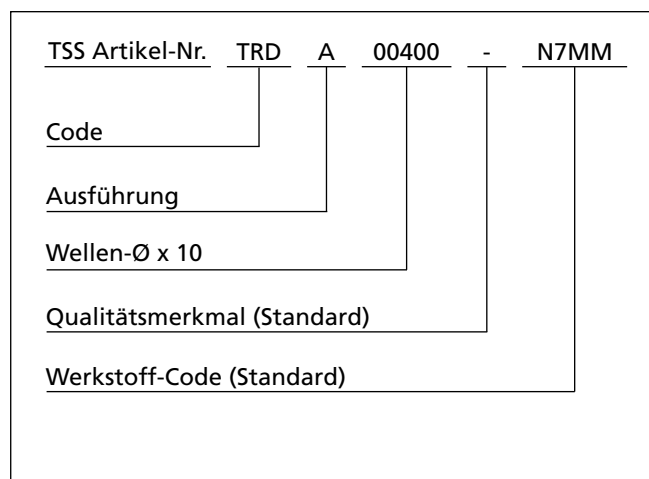 TSS Artikel-Nr. TRD A 00400 - N7MM
Code
Ausführung
Wellen-Ø x 10
Qualitätsmerkmal (Standard)
Werkstoff-Code (Standard)